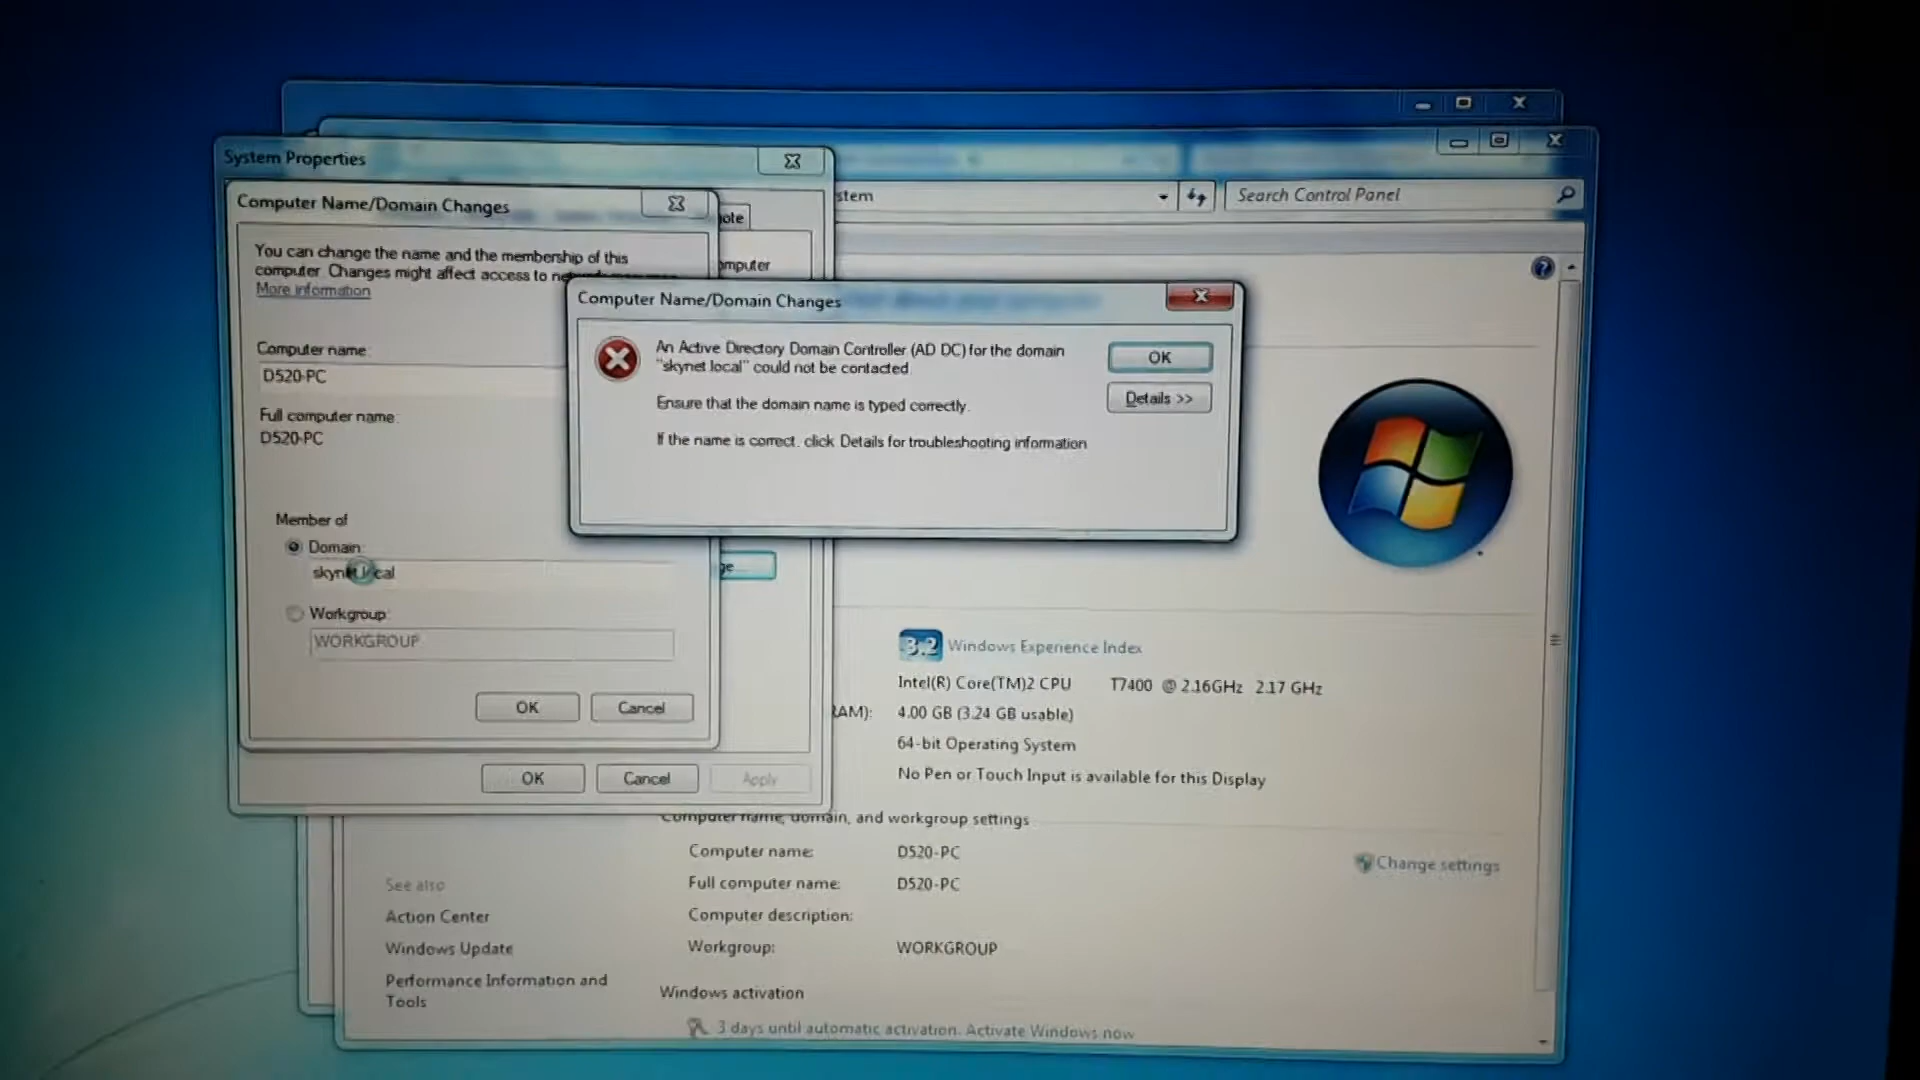 System Properties
Computer Name/Domain Changes
You can change the name and the membership of this
computer. Changes might affect access to
More information
Computer name:
D520-PC
Full computer name:
D520-PC
Member of
Domain:
Workgroup:
WORKGROUP
OK
Cancel
OK
Cancel
Apply
Search Control Panel
Computer Name/Domain Changes
An Active Directory Domain Controller (AD DC) for the domain
"skynet.local" could not be contacted.
Ensure that the domain name is typed correctly.
If the name is correct, click Details for troubleshooting information.
OK
Details >>
3.2 Windows Experience Index
Intel(R) Core(TM)2 CPU T7400 @ 2.16GHz 2.17 GHz
RAM): 4.00 GB (3.24 GB usable)
64-bit Operating System
No Pen or Touch Input is available for this Display
Computer name, domain, and workgroup settings
Computer name: D520-PC
Change settings
Full computer name: D520-PC
Computer description:
Workgroup: WORKGROUP
Windows activation
3 days until automatic activation. Activate Windows now
See also
Action Center
Windows Update
Performance Information and
Tools